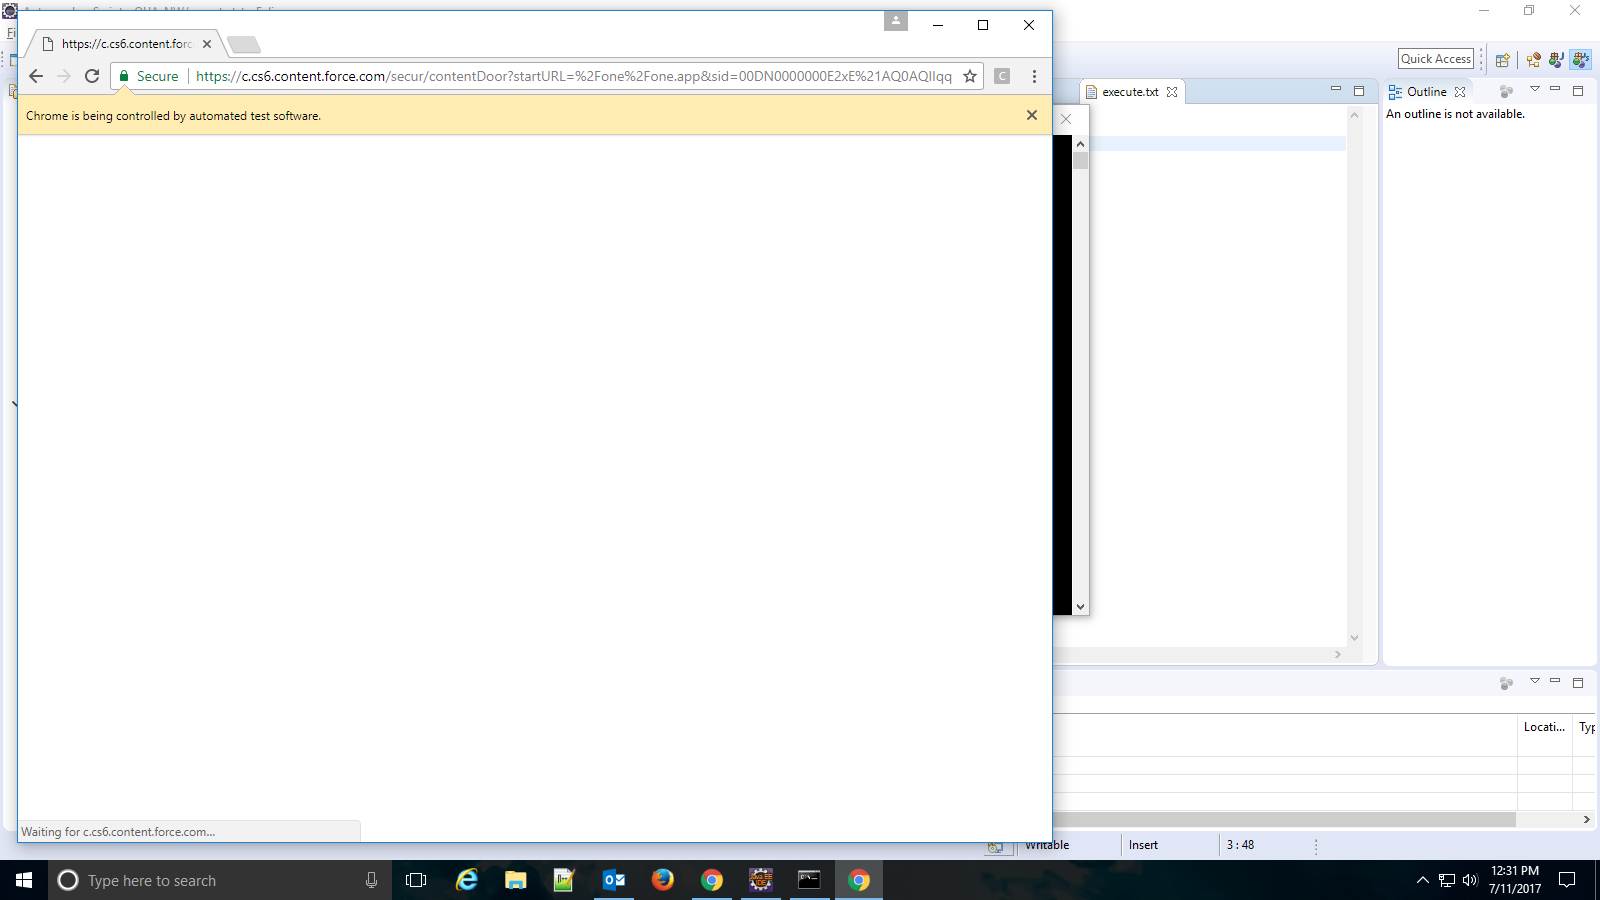 https://c.cs6.content.forc
Secure
https://c.cs6.content.force.com/secur/contentDoor?startURL=%2Fone%2Fone.app&sid=00DN0000000E2xE%21AQ0AQIIqq
C
Chrome is being controlled by automated test software.
Fi
Quick Access
execute.txt
Outline
An outline is not available.
Locati...
Typ
Waiting for c.cs6.content.force.com...
Writable
Insert
3 : 48
Type here to search
12:31 PM
7/11/2017